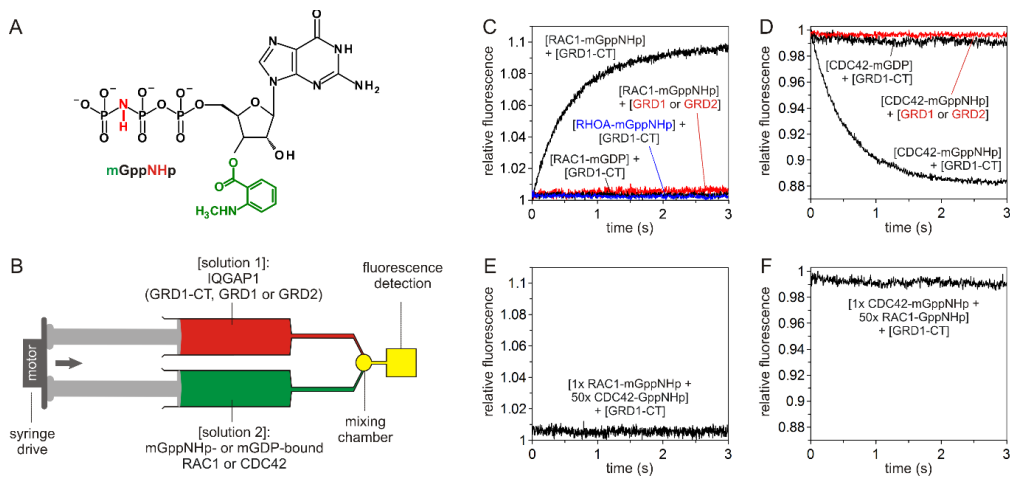 A
O⁻ O⁻ O⁻ O
⁻O P N P O P O
O H O O
O
N NH
N N NH₂
O
O OH
O
H₃C HN
mGppNHp
B
[solution 1]:
IQGAP1
(GRD1-CT, GRD1 or GRD2)
fluorescence
detection
motor
syringe
drive
mixing
chamber
[solution 2]:
mGppNHp- or mGDP-bound
RAC1 or CDC42
C
relative fluorescence
1.1
1.08
1.06
1.04
1.02
1
[RAC1-mGppNHp]
+ [GRD1-CT]
[RAC1-mGppNHp]
+ [GRD1 or GRD2]
[RHOA-mGppNHp] +
[GRD1-CT]
[RAC1-mGDP] +
[GRD1-CT]
0 1 2 3
time (s)
D
relative fluorescence
1
0.98
0.96
0.94
0.92
0.9
0.88
[CDC42-mGDP]
+ [GRD1-CT]
[CDC42-mGppNHp]
+ [GRD1 or GRD2]
[CDC42-mGppNHp]
+ [GRD1-CT]
0 1 2 3
time (s)
E
relative fluorescence
1.1
1.08
1.06
1.04
1.02
1
[1x RAC1-mGppNHp +
50x CDC42-GppNHp]
+ [GRD1-CT]
0 1 2 3
time (s)
F
relative fluorescence
1
0.98
0.96
0.94
0.92
0.9
0.88
[1x CDC42-mGppNHp +
50x RAC1-GppNHp]
+ [GRD1-CT]
0 1 2 3
time (s)